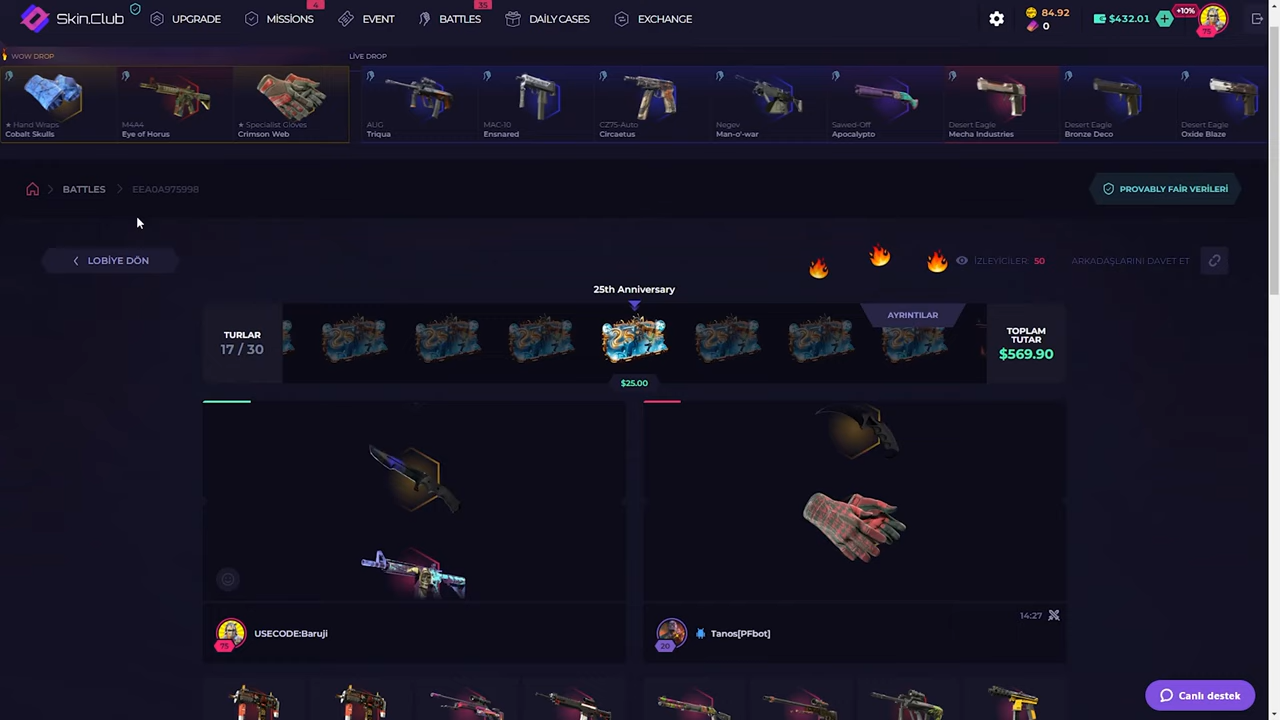 Skin.Club
UPGRADE
4
MISSIONS
EVENT
35
BATTLES
DAILY CASES
EXCHANGE
84.92
0
$432.01
+10%
75
WOW DROP
LIVE DROP
★ Hand Wraps
Cobalt Skulls
M4A4
Eye of Horus
★ Specialist Gloves
Crimson Web
AUG
Triqua
MAC-10
Ensnared
CZ75-Auto
Circaetus
Negev
Man-o'-war
Sawed-Off
Apocalypto
Desert Eagle
Mecha Industries
Desert Eagle
Bronze Deco
Desert Eagle
Oxide Blaze
BATTLES
EEA0A975998
PROVABLY FAIR VERİLERİ
LOBİYE DÖN
İZLEYİCİLER: 50
ARKADAŞLARINI DAVET ET
25th Anniversary
TURLAR
17 / 30
AYRINTILAR
TOPLAM
TUTAR
$569.90
$25.00
75
USECODE:Baruji
20
Tanos[PFbot]
14:27
Canlı destek